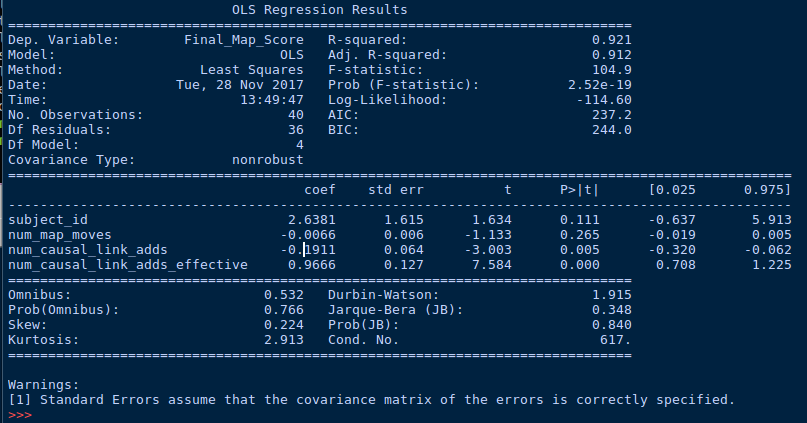 OLS Regression Results
==============================================================================
Dep. Variable:        Final_Map_Score   R-squared:                       0.921
Model:                            OLS   Adj. R-squared:                  0.912
Method:                 Least Squares   F-statistic:                     104.9
Date:                Tue, 28 Nov 2017   Prob (F-statistic):           2.52e-19
Time:                        13:49:47   Log-Likelihood:                -114.60
No. Observations:                  40   AIC:                             237.2
Df Residuals:                      36   BIC:                             244.0
Df Model:                           4
Covariance Type:            nonrobust
==================================================================================================
                                     coef    std err          t      P>|t|      [0.025      0.975]
--------------------------------------------------------------------------------------------------
subject_id                         2.6381      1.615      1.634      0.111      -0.637       5.913
num_map_moves                     -0.0066      0.006     -1.133      0.265      -0.019       0.005
num_causal_link_adds              -0.1911      0.064     -3.003      0.005      -0.320      -0.062
num_causal_link_adds_effective     0.9666      0.127      7.584      0.000       0.708       1.225
==============================================================================
Omnibus:                        0.532   Durbin-Watson:                   1.915
Prob(Omnibus):                  0.766   Jarque-Bera (JB):                0.348
Skew:                           0.224   Prob(JB):                        0.840
Kurtosis:                       2.913   Cond. No.                         617.
==============================================================================
Warnings:
[1] Standard Errors assume that the covariance matrix of the errors is correctly specified.
>>>